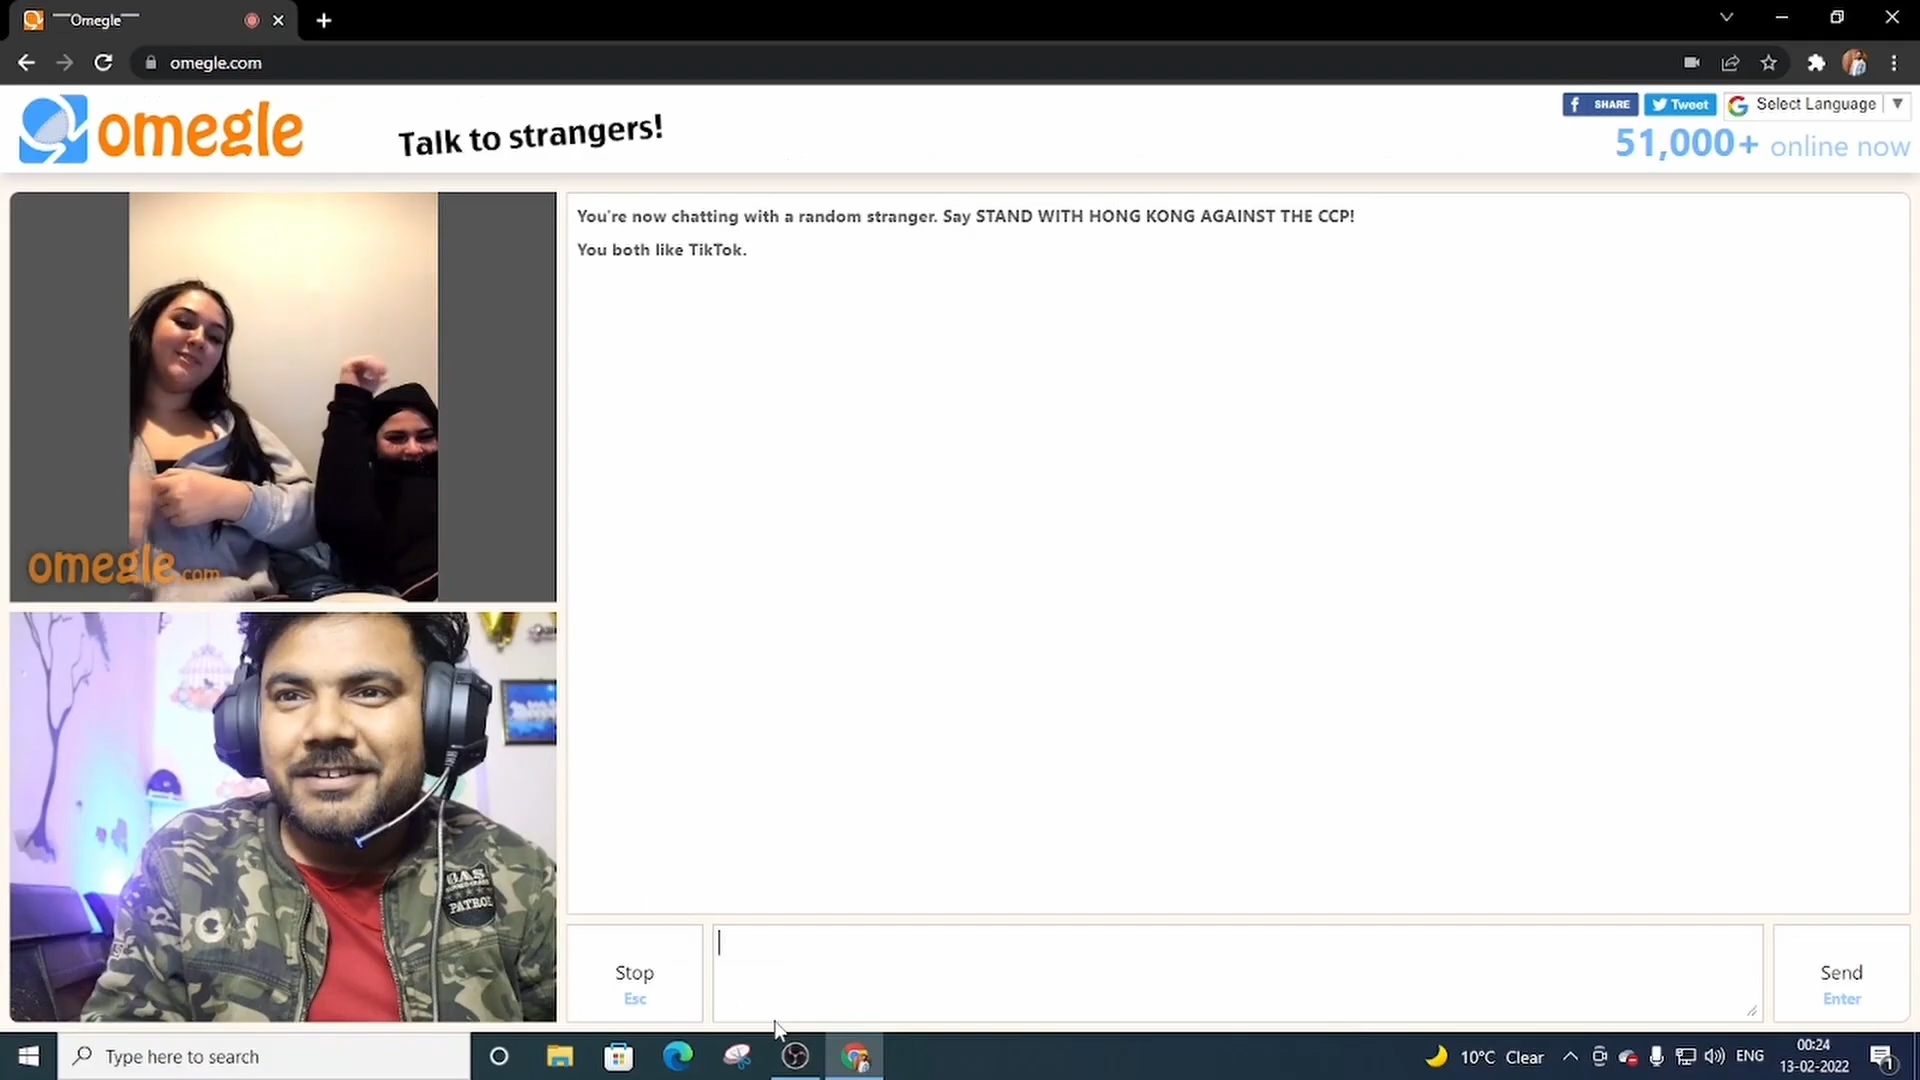 Omegle
omegle.com
omegle
Talk to strangers!
SHARE
Tweet
Select Language
51,000+ online now
You're now chatting with a random stranger. Say STAND WITH HONG KONG AGAINST THE CCP!
You both like TikTok.
omegle.com
PATROL
Stop
Esc
Send
Enter
Type here to search
10°C Clear
ENG
00:24
13-02-2022
1